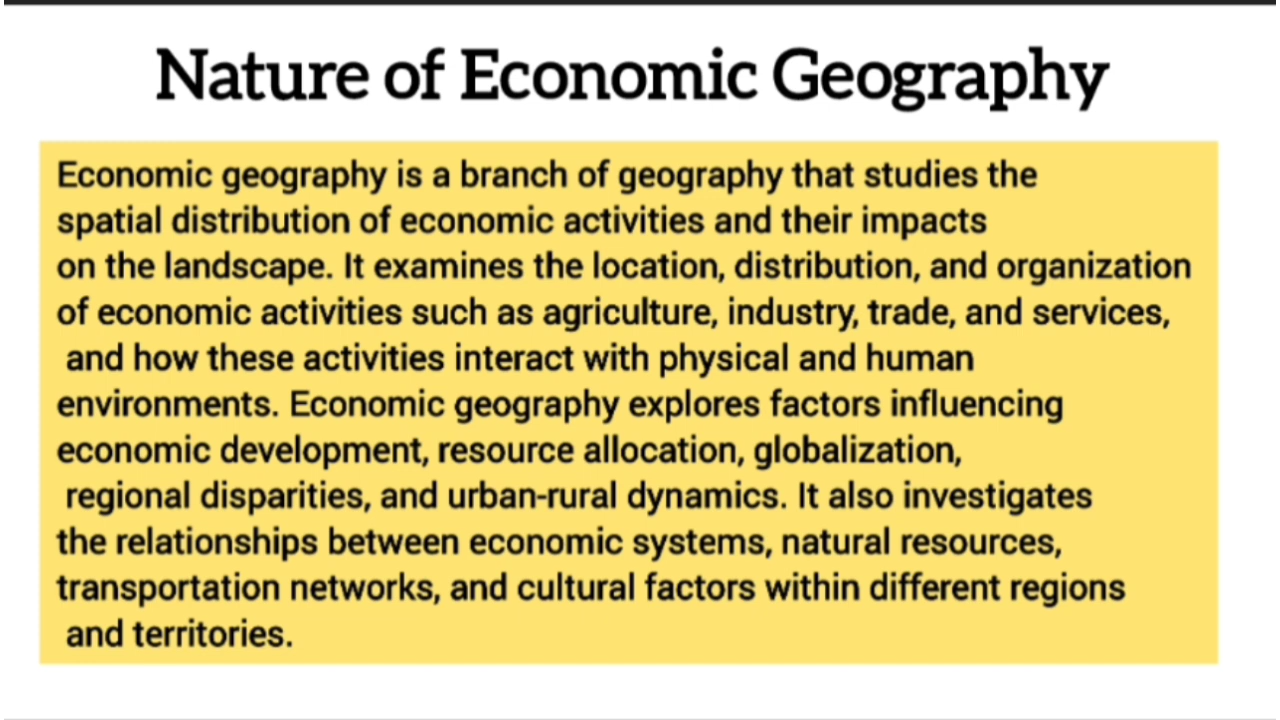 Nature of Economic Geography
Economic geography is a branch of geography that studies the
spatial distribution of economic activities and their impacts
on the landscape. It examines the location, distribution, and organization
of economic activities such as agriculture, industry, trade, and services,
and how these activities interact with physical and human
environments. Economic geography explores factors influencing
economic development, resource allocation, globalization,
regional disparities, and urban-rural dynamics. It also investigates
the relationships between economic systems, natural resources,
transportation networks, and cultural factors within different regions
and territories.